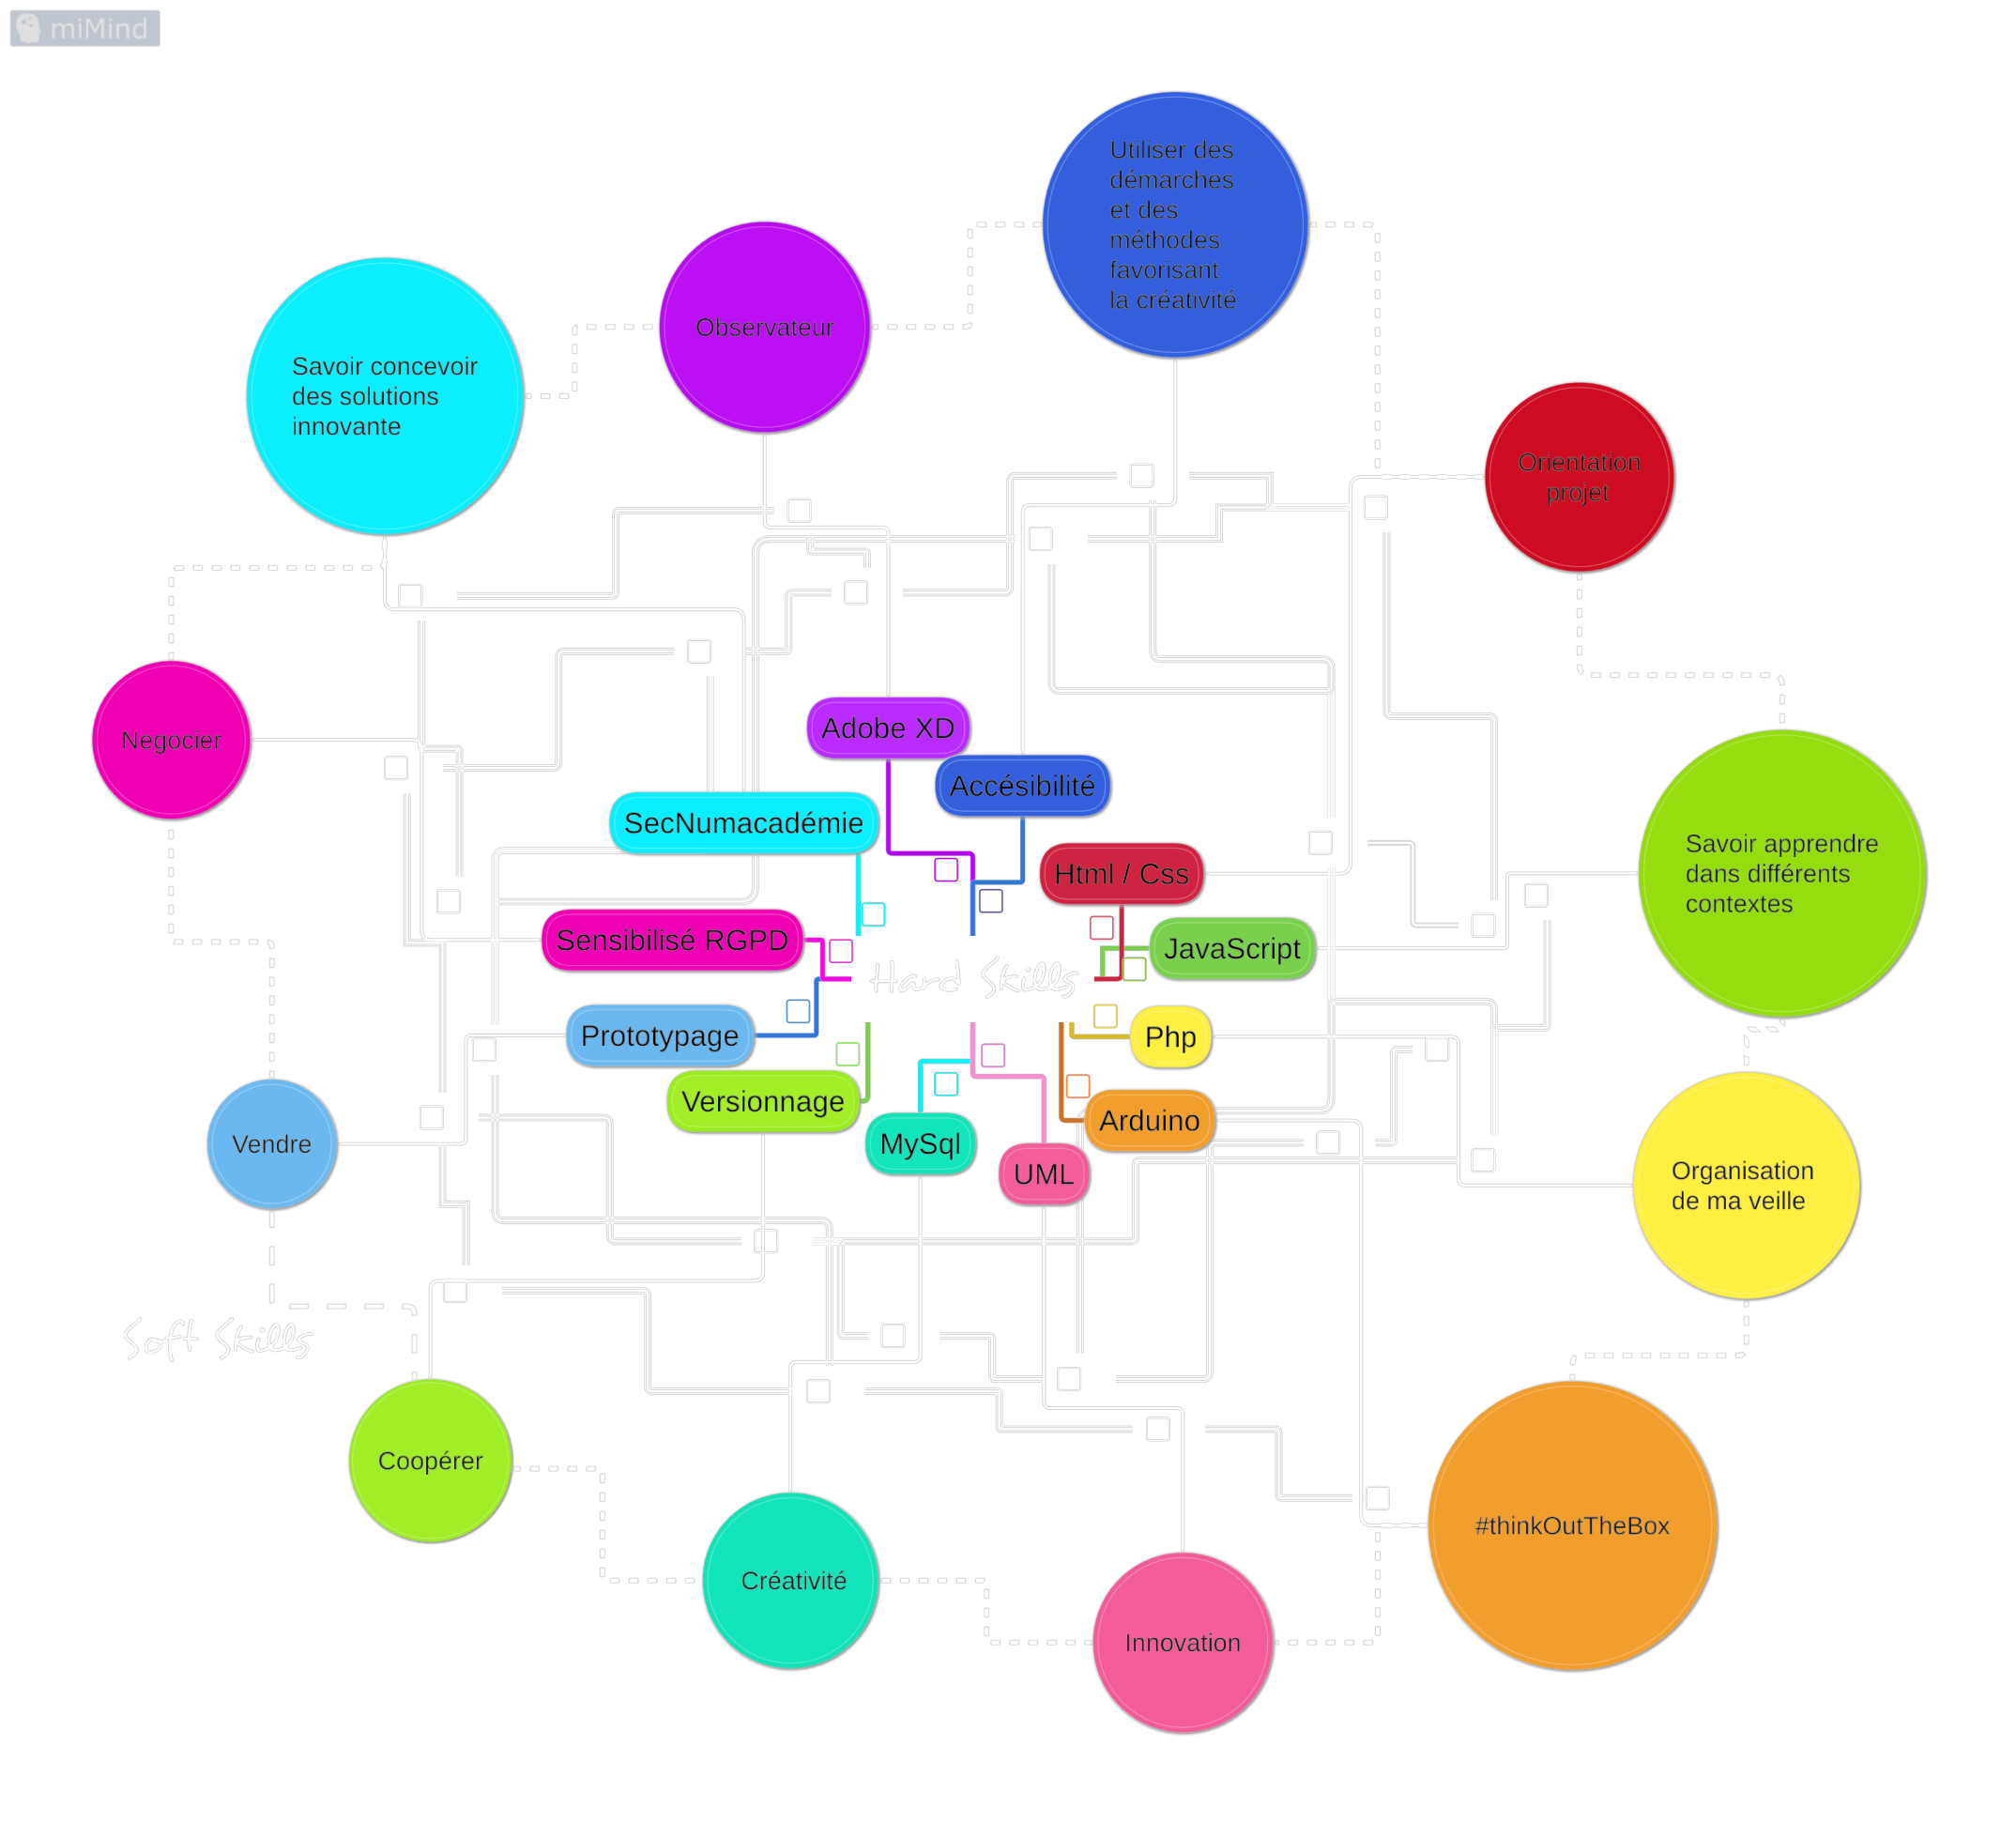 miMind
Utiliser des
démarches
et des
méthodes
favorisant
la créativité
Observateur
Savoir concevoir
des solutions
innovante
Orientation
projet
Negocier
Adobe XD
Accésibilité
SecNumacadémie
Html / Css
Savoir apprendre
dans différents
contextes
Sensibilisé RGPD
JavaScript
Hard Skills
Prototypage
Php
Versionnage
Arduino
MySql
UML
Vendre
Organisation
de ma veille
Soft Skills
Coopérer
#thinkOutTheBox
Créativité
Innovation